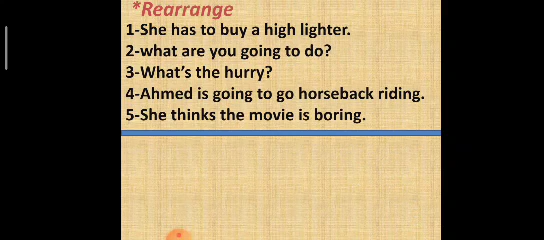 *Rearrange
1-She has to buy a high lighter.
2-what are you going to do?
3-What's the hurry?
4-Ahmed is going to go horseback riding.
5-She thinks the movie is boring.